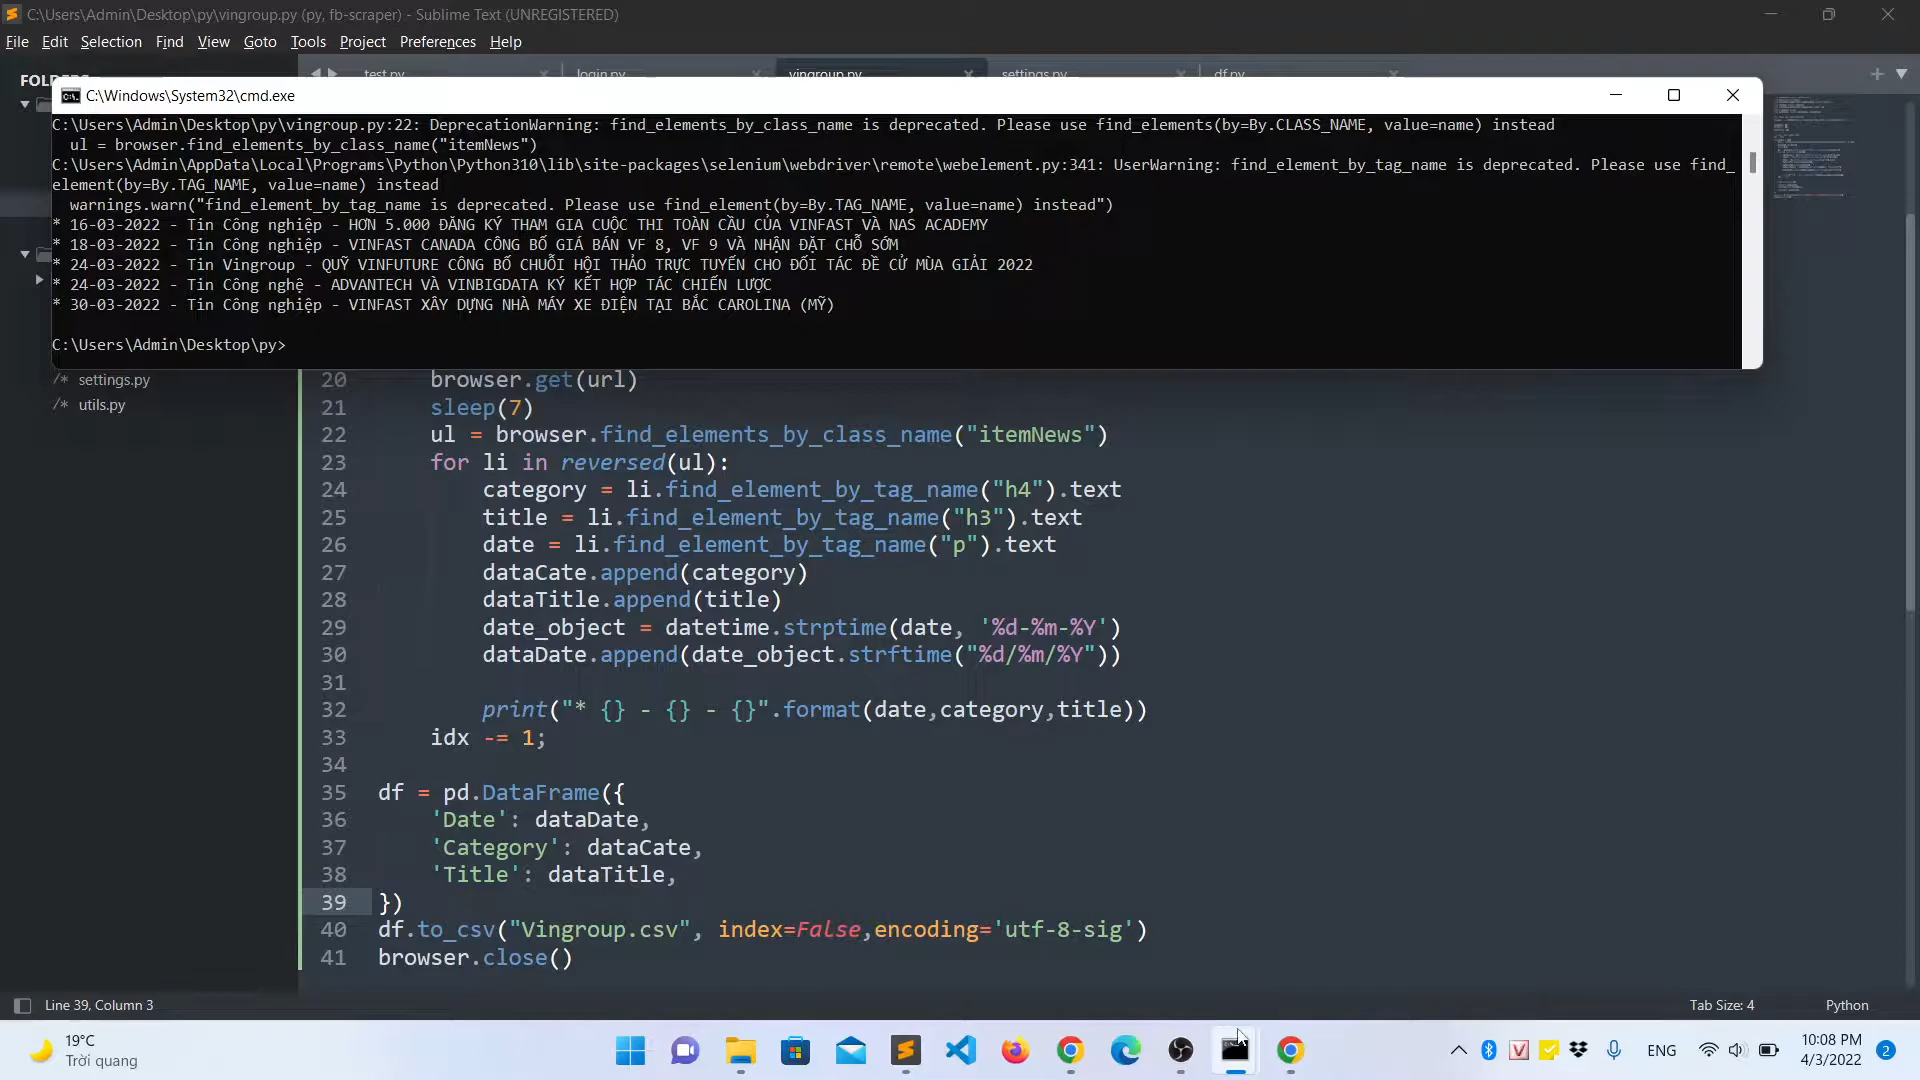 C:\Users\Admin\Desktop\py\vingroup.py (py, fb-scraper) - Sublime Text (UNREGISTERED)
File Edit Selection Find View Goto Tools Project Preferences Help
test.py login.py vingroup.py settings.py df.py
C:\Windows\System32\cmd.exe
C:\Users\Admin\Desktop\py\vingroup.py:22: DeprecationWarning: find_elements_by_class_name is deprecated. Please use find_elements(by=By.CLASS_NAME, value=name) instead
ul = browser.find_elements_by_class_name("itemNews")
C:\Users\Admin\AppData\Local\Programs\Python\Python310\lib\site-packages\selenium\webdriver\remote\webelement.py:341: UserWarning: find_element_by_tag_name is deprecated. Please use find_
element(by=By.TAG_NAME, value=name) instead
warnings.warn("find_element_by_tag_name is deprecated. Please use find_element(by=By.TAG_NAME, value=name) instead")
* 16-03-2022 - Tin Công nghiệp - HƠN 5.000 ĐĂNG KÝ THAM GIA CUỘC THI TOÀN CẦU CỦA VINFAST VÀ NAS ACADEMY
* 18-03-2022 - Tin Công nghiệp - VINFAST CANADA CÔNG BỐ GIÁ BÁN VF 8, VF 9 VÀ NHẬN ĐẶT CHỖ SỚM
* 24-03-2022 - Tin Vingroup - QUỸ VINFUTURE CÔNG BỐ CHUỖI HỘI THẢO TRỰC TUYẾN CHO ĐỐI TÁC ĐỀ CỬ MÙA GIẢI 2022
* 24-03-2022 - Tin Công nghệ - ADVANTECH VÀ VINBIGDATA KÝ KẾT HỢP TÁC CHIẾN LƯỢC
* 30-03-2022 - Tin Công nghiệp - VINFAST XÂY DỰNG NHÀ MÁY XE ĐIỆN TẠI BẮC CAROLINA (MỸ)
C:\Users\Admin\Desktop\py>
/* settings.py
/* utils.py
20 browser.get(url)
21 sleep(7)
22 ul = browser.find_elements_by_class_name("itemNews")
23 for li in reversed(ul):
24 category = li.find_element_by_tag_name("h4").text
25 title = li.find_element_by_tag_name("h3").text
26 date = li.find_element_by_tag_name("p").text
27 dataCate.append(category)
28 dataTitle.append(title)
29 date_object = datetime.strptime(date, '%d-%m-%Y')
30 dataDate.append(date_object.strftime("%d/%m/%Y"))
31
32 print("* {} - {} - {}".format(date,category,title))
33 idx -= 1;
34
35 df = pd.DataFrame({
36 'Date': dataDate,
37 'Category': dataCate,
38 'Title': dataTitle,
39 })
40 df.to_csv("Vingroup.csv", index=False,encoding='utf-8-sig')
41 browser.close()
Line 39, Column 3
Tab Size: 4 Python
19°C
Trời quang
ENG
10:08 PM
4/3/2022
2